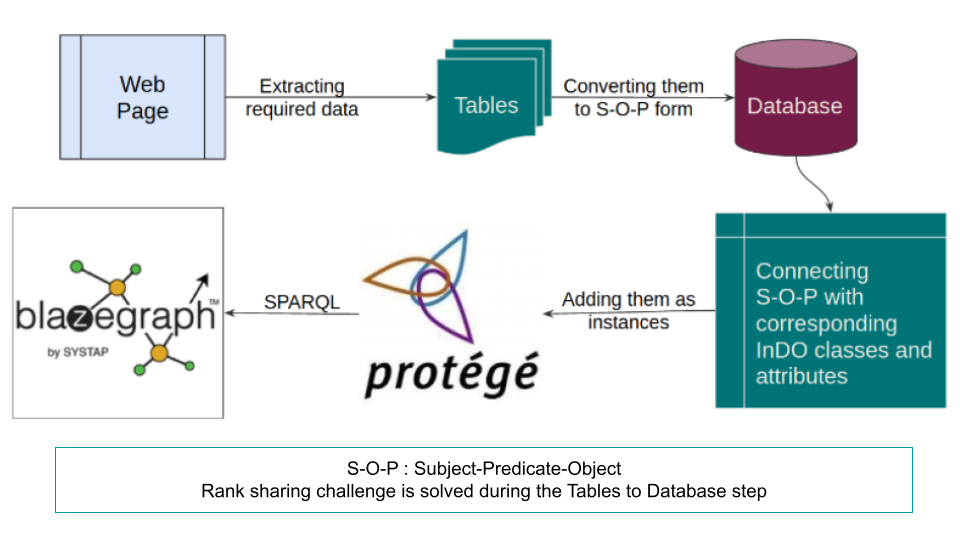 Web
Page
Extracting
required data
Tables
Converting them
to S-O-P form
Database
Connecting
S-O-P with
corresponding
InDO classes and
attributes
Adding them as
instances
protégé
SPARQL
blazegraph™
by SYSTAP
S-O-P : Subject-Predicate-Object
Rank sharing challenge is solved during the Tables to Database step